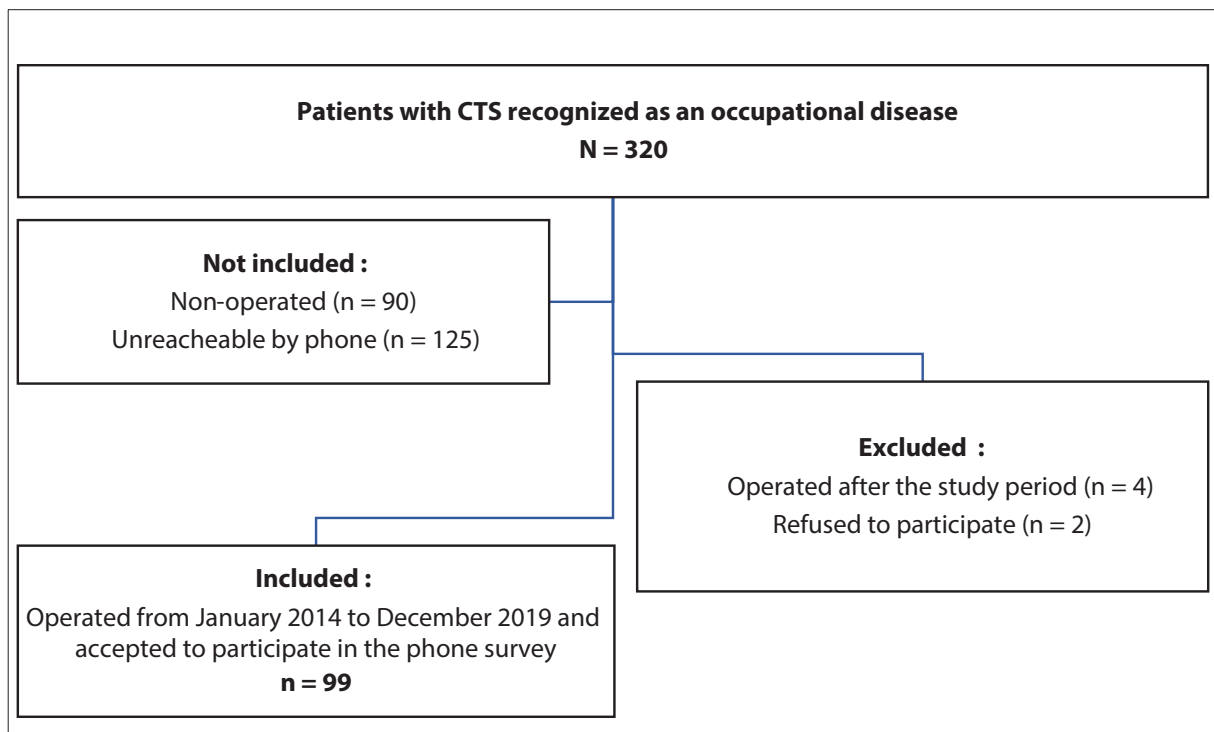 Patients with CTS recognized as an occupational disease
N = 320
Not included :
Non-operated (n = 90)
Unreacheable by phone (n = 125)
Excluded :
Operated after the study period (n = 4)
Refused to participate (n = 2)
Included :
Operated from January 2014 to December 2019 and
accepted to participate in the phone survey
n = 99